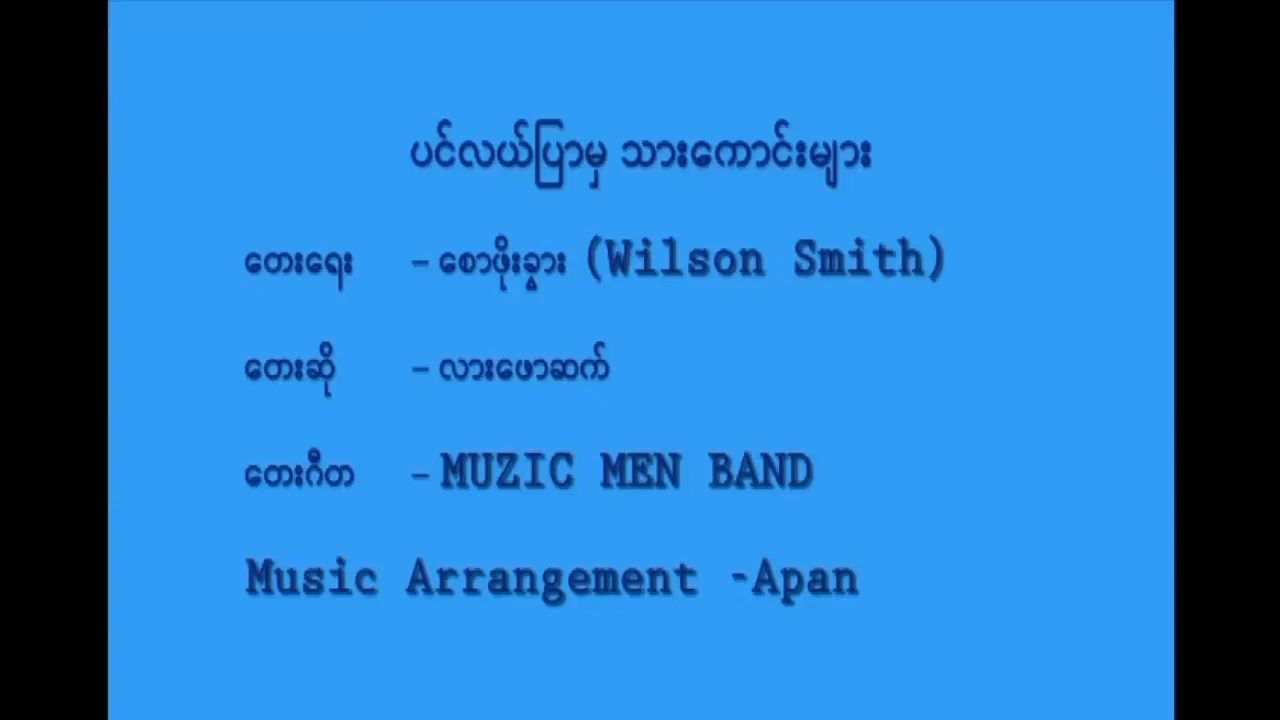 ပင်လယ်ပြာမှ သားကောင်းများ
တေးရေး – စောဖိုးခွား (Wilson Smith)
တေးဆို – လားဖောဆက်
တေးဂီတ – MUZIC MEN BAND
Music Arrangement -Apan